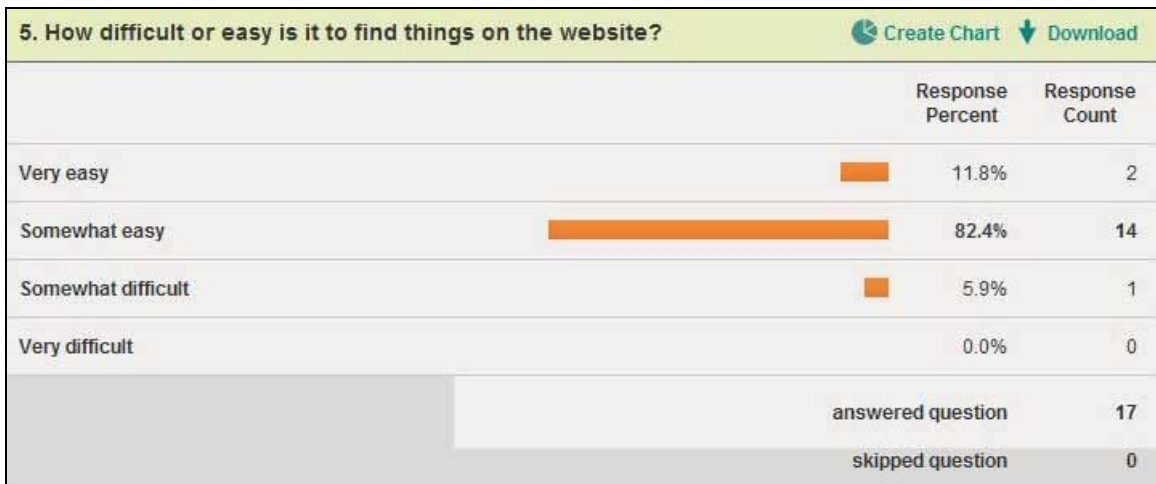 5. How difficult or easy is it to find things on the website? Create Chart Download
Response Percent Response Count
Very easy 11.8% 2
Somewhat easy 82.4% 14
Somewhat difficult 5.9% 1
Very difficult 0.0% 0
answered question 17
skipped question 0